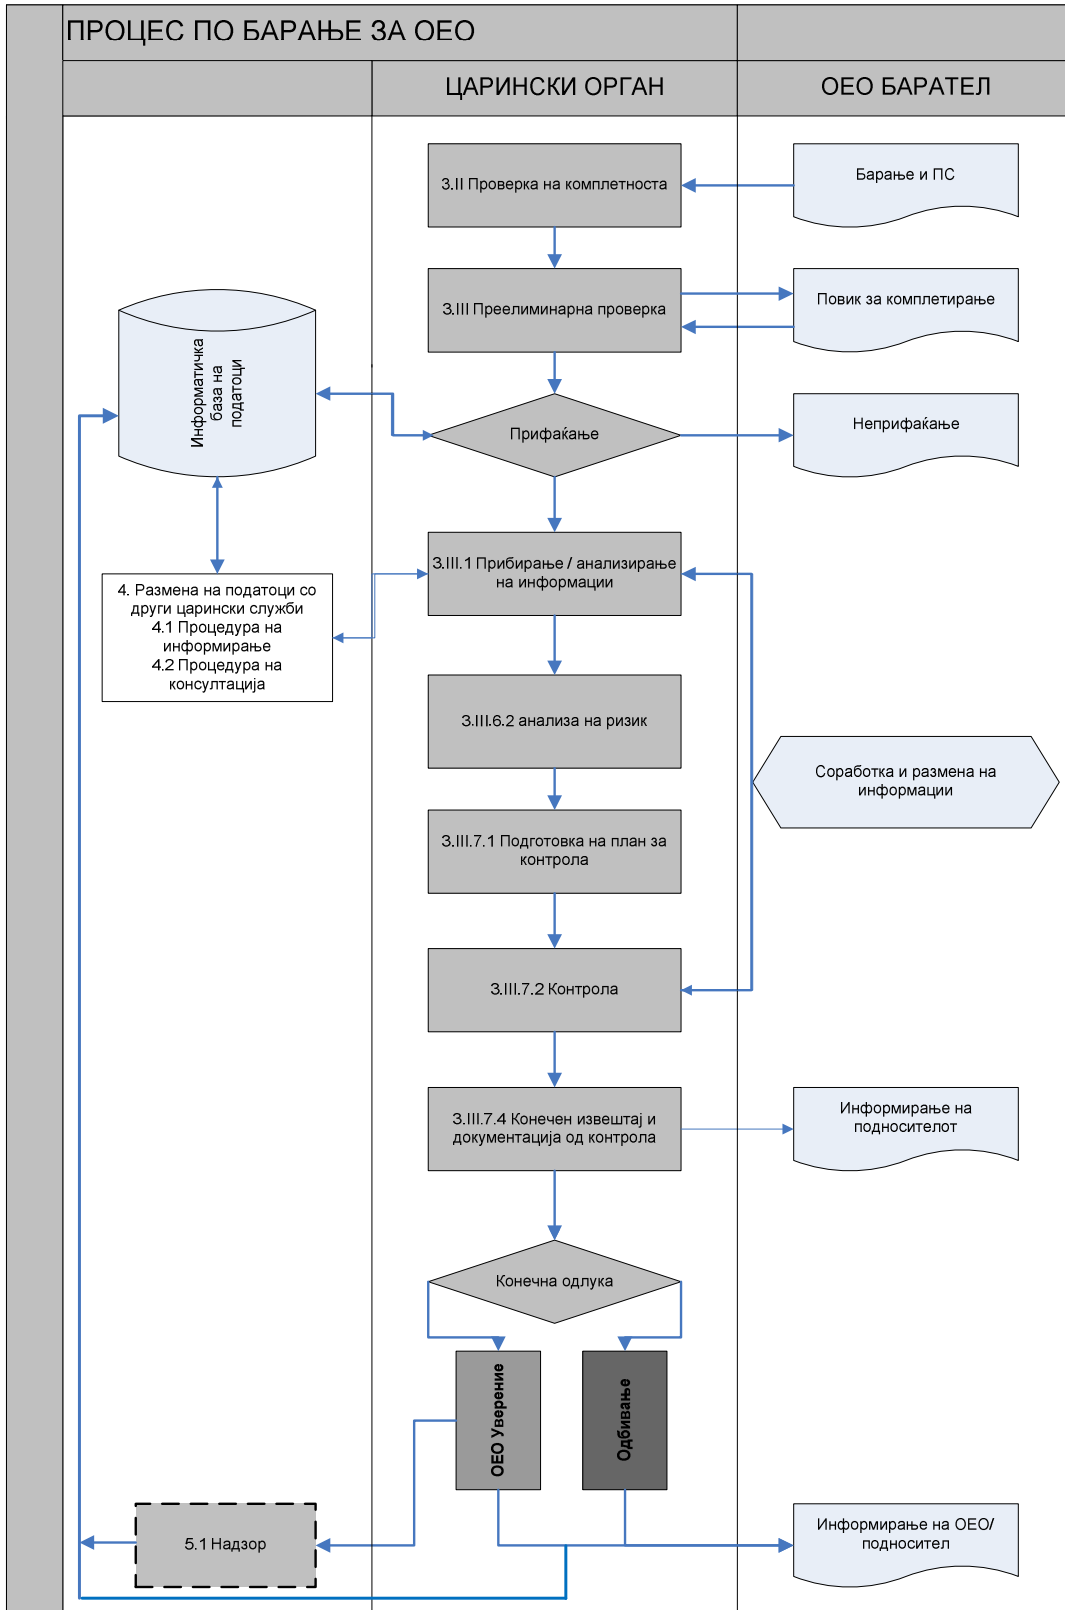 ПРОЦЕС ПО БАРАЊЕ ЗА ОЕО
ЦАРИНСКИ ОРГАН
ОЕО БАРАТЕЛ
3.II Проверка на комплетноста
Барање и ПС
3.III Преелиминарна проверка
Повик за комплетирање
Информатичка
база на
податоци
Прифаќање
Неприфаќање
3.III.1 Прибирање / анализирање
на информации
4. Размена на податоци со
други царински служби
4.1 Процедура на
информирање
4.2 Процедура на
консултација
3.III.6.2 анализа на ризик
Соработка и размена на
информации
3.III.7.1 Подготовка на план за
контрола
3.III.7.2 Контрола
3.III.7.4 Конечен извештај и
документација од контрола
Информирање на
подносителот
Конечна одлука
ОЕО Уверение
Одбивање
5.1 Надзор
Информирање на ОЕО/
подносител